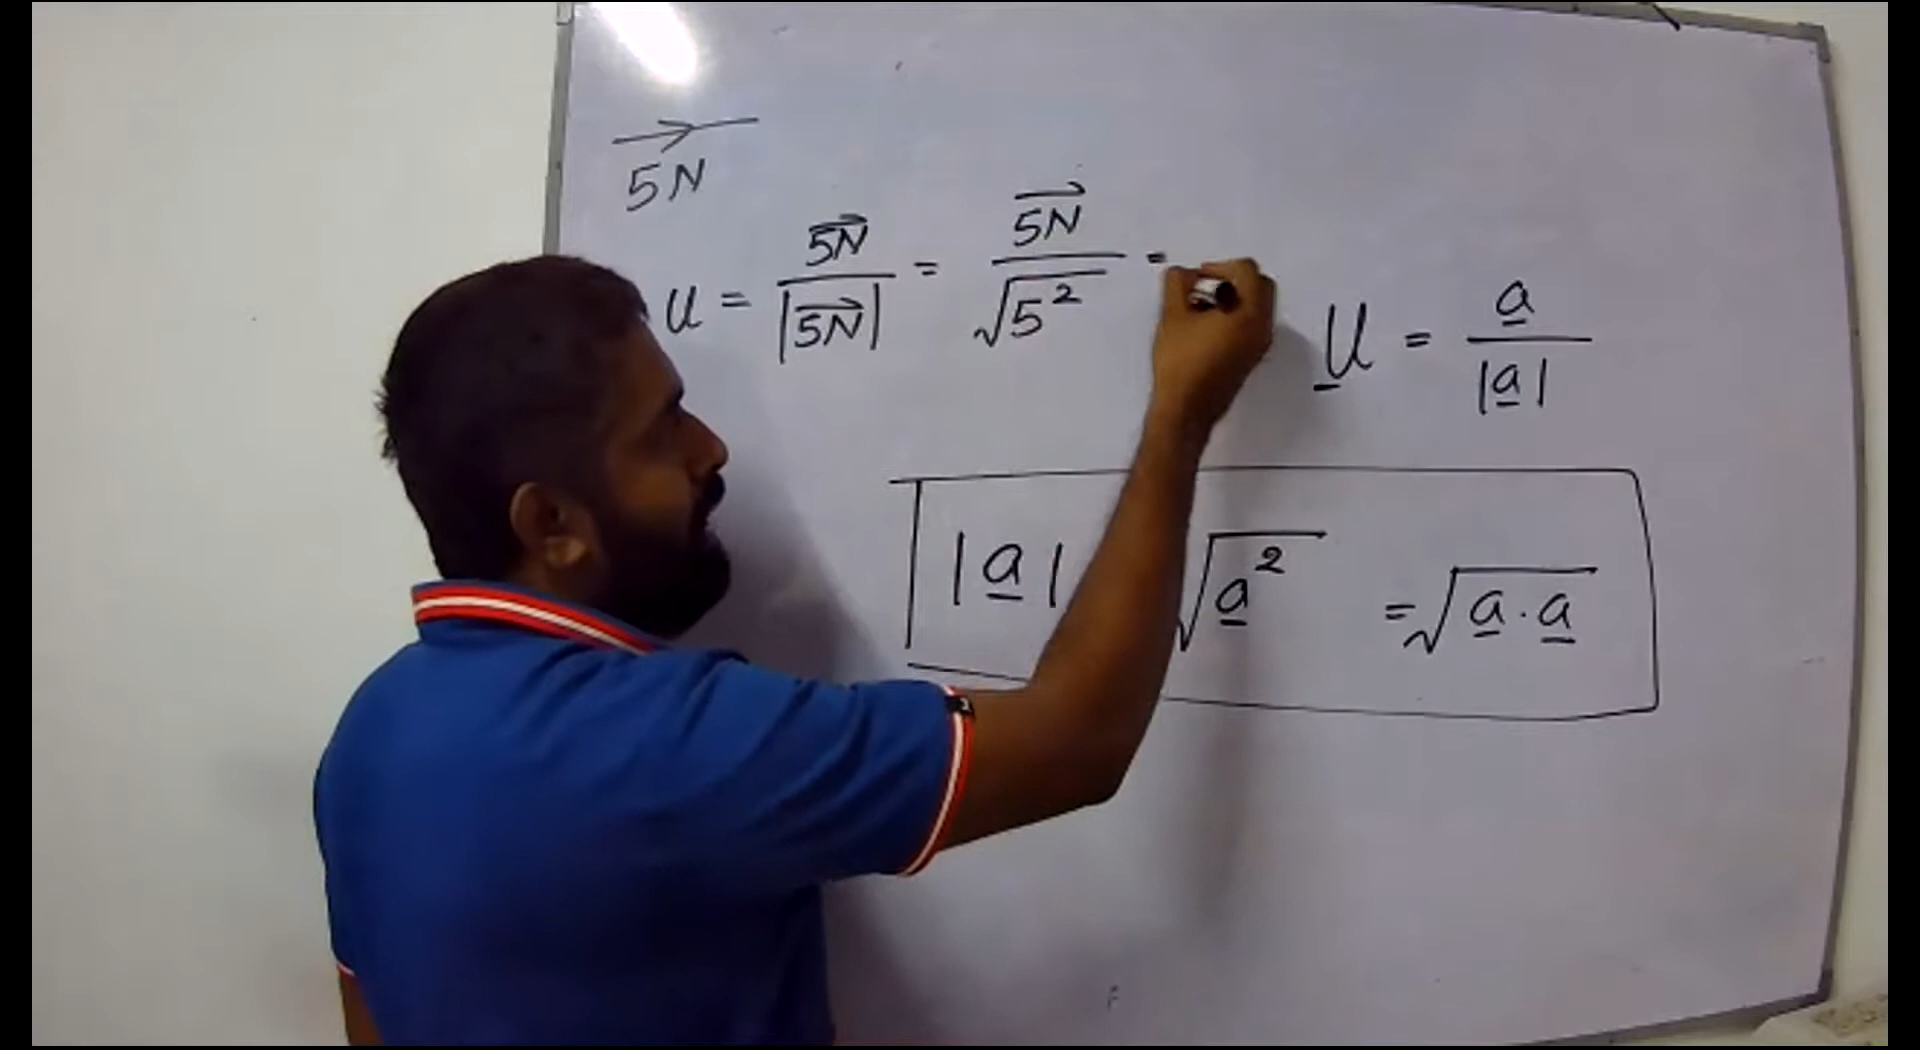 5N
u = 5N / |5N| = 5N / √5² =
u = a / |a|
|a| √a² = √a . a